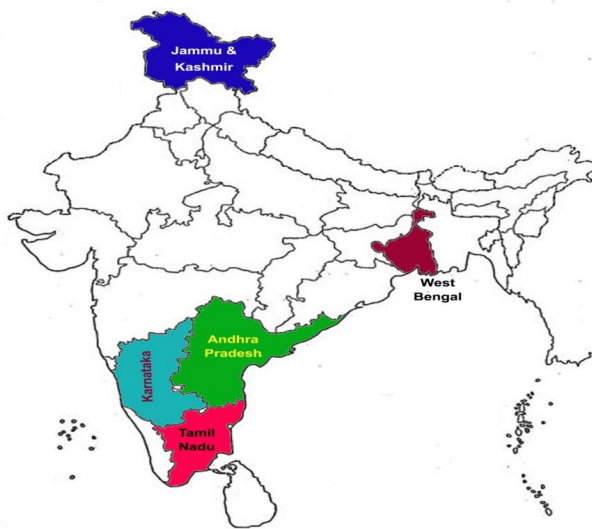 Jammu &
Kashmir
West
Bengal
Andhra
Pradesh
Karnataka
Tamil
Nadu